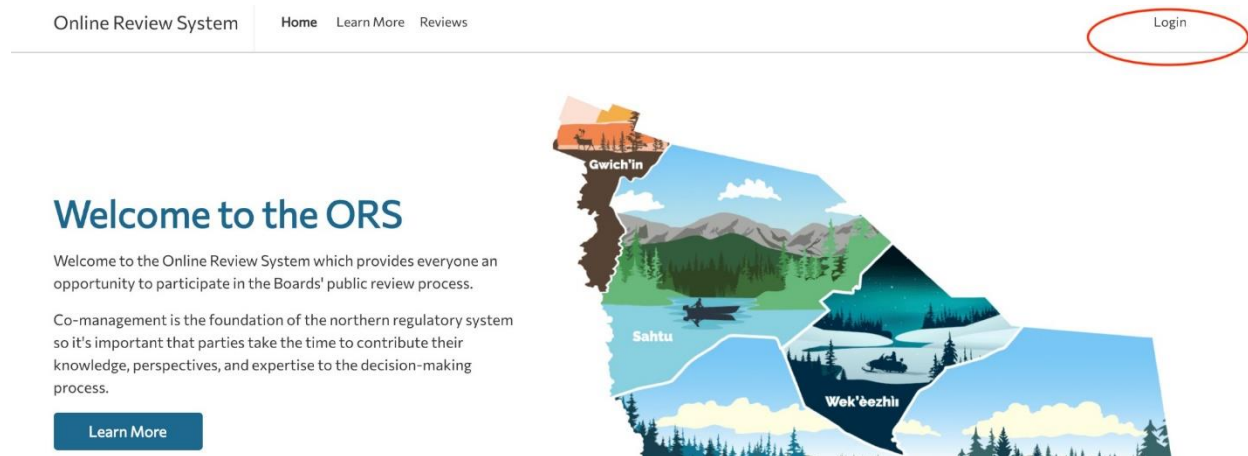 Online Review System
Home Learn More Reviews
Login
Welcome to the ORS
Welcome to the Online Review System which provides everyone an
opportunity to participate in the Boards' public review process.
Co-management is the foundation of the northern regulatory system
so it's important that parties take the time to contribute their
knowledge, perspectives, and expertise to the decision-making
process.
Learn More
Gwich'in
Sahtu
Wek'èezhìı